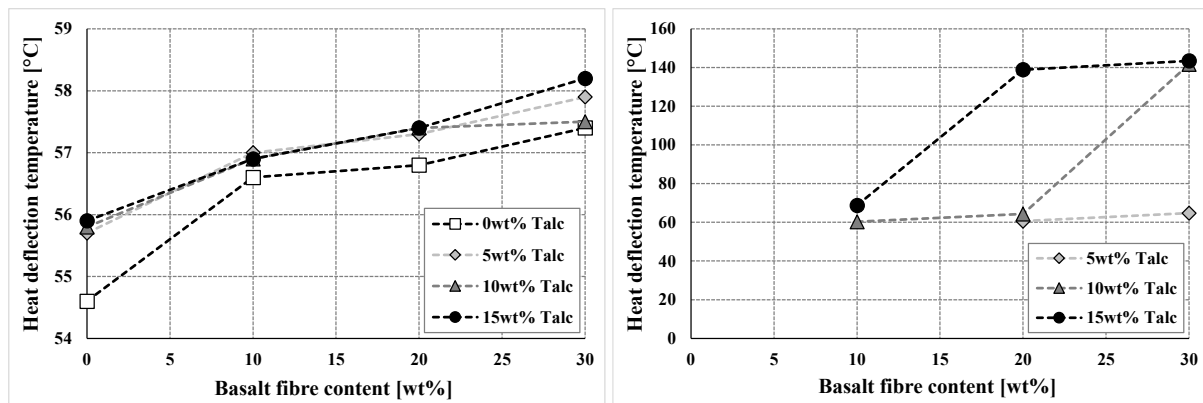 Heat deflection temperature [°C]
59
58
57
56
55
54
0
5
10
15
20
25
30
Basalt fibre content [wt%]
0wt% Talc
5wt% Talc
10wt% Talc
15wt% Talc
Heat deflection temperature [°C]
160
140
120
100
80
60
40
20
0
0
5
10
15
20
25
30
Basalt fibre content [wt%]
5wt% Talc
10wt% Talc
15wt% Talc